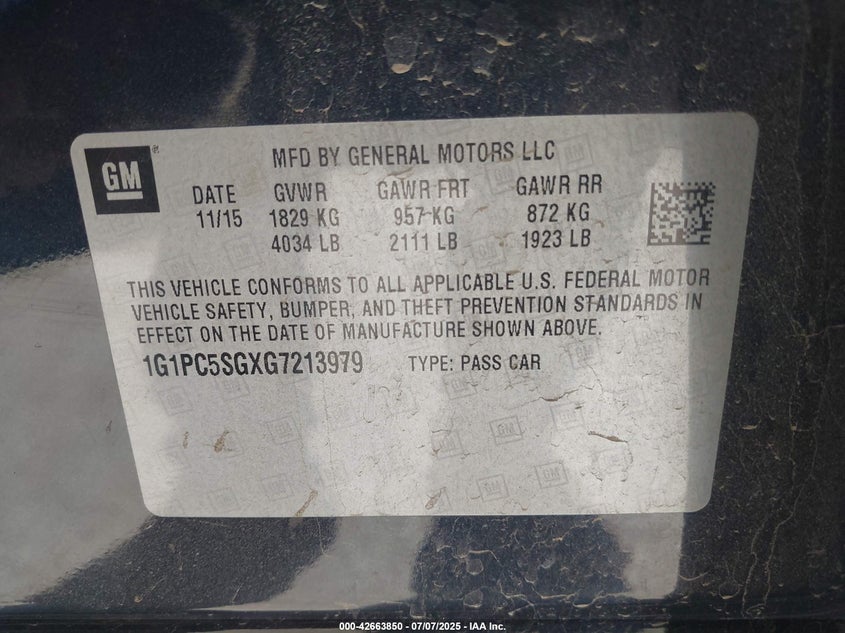 GM
MFD BY GENERAL MOTORS LLC
DATE GVWR GAWR FRT GAWR RR
11/15 1829 KG 957 KG 872 KG
4034 LB 2111 LB 1923 LB
THIS VEHICLE CONFORMS TO ALL APPLICABLE U.S. FEDERAL MOTOR
VEHICLE SAFETY, BUMPER, AND THEFT PREVENTION STANDARDS IN
EFFECT ON THE DATE OF MANUFACTURE SHOWN ABOVE.
1G1PC5SGXG7213979 TYPE: PASS CAR
000-42663850 - 07/07/2025 - IAA Inc.